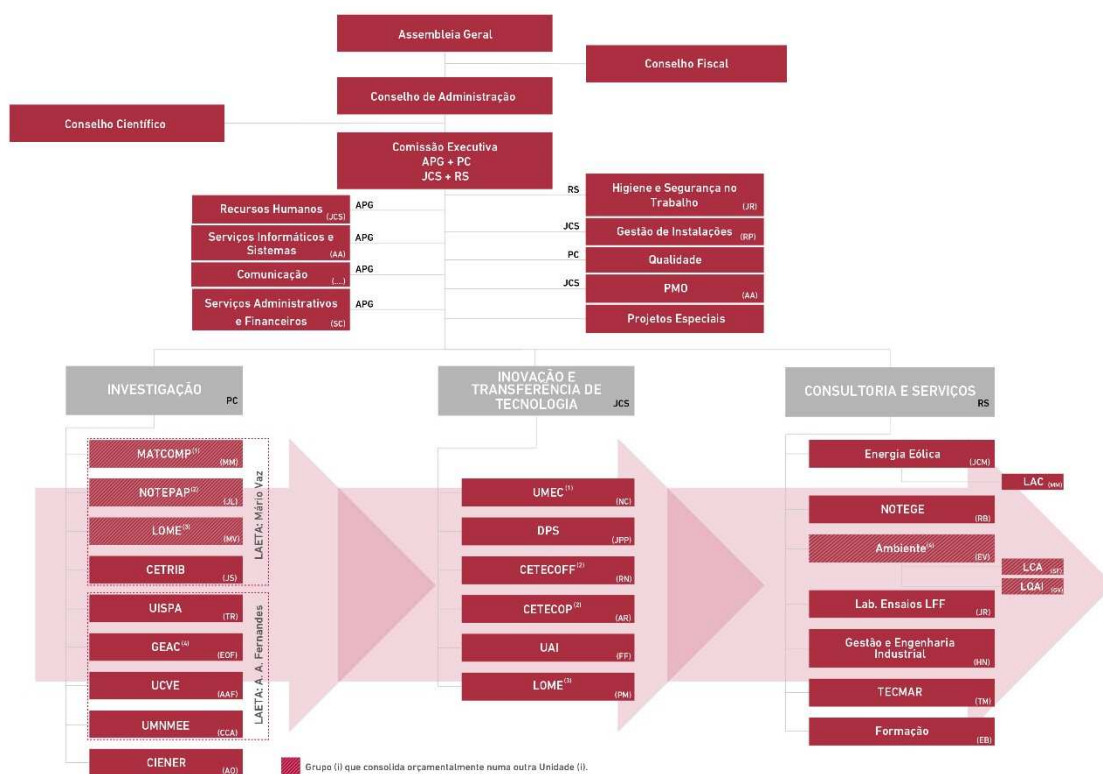 Assembleia Geral
Conselho Fiscal
Conselho de Administração
Conselho Científico
Comissão Executiva
APG + PC
JCS + RS
Recursos Humanos (JCS)
APG
Serviços Informáticos e
Sistemas (AA)
APG
Comunicação (....)
APG
Serviços Administrativos
e Financeiros (SC)
APG
RS
Higiene e Segurança no
Trabalho (JR)
JCS
Gestão de Instalações (RP)
PC
Qualidade
JCS
PMO (AA)
Projetos Especiais
INVESTIGAÇÃO
PC
MATCOMP(1) (MM)
NOTEPAP(2) (JL)
LOME(3) (MV)
CETRIB (JS)
LAETA: Mário Vaz
UISPA (TR)
GEAC(4) (EOF)
UCVE (AAF)
UMNMEE (CCA)
LAETA: A. A. Fernandes
CIENER (AO)
INOVAÇÃO E
TRANSFERÊNCIA DE
TECNOLOGIA
JCS
UMEC(1) (NC)
DPS (JPP)
CETECOFF(2) (RN)
CETECOP(2) (AR)
UAI (FF)
LOME(3) (PM)
CONSULTORIA E SERVIÇOS
RS
Energia Eólica (JCM)
LAC (MM)
NOTEGE (RB)
Ambiente(4) (EV)
LCA (SF)
LQAI (GV)
Lab. Ensaios LFF (JR)
Gestão e Engenharia
Industrial (HN)
TECMAR (TM)
Formação (EB)
Grupo (i) que consolida orçamentalmente numa outra Unidade (i).